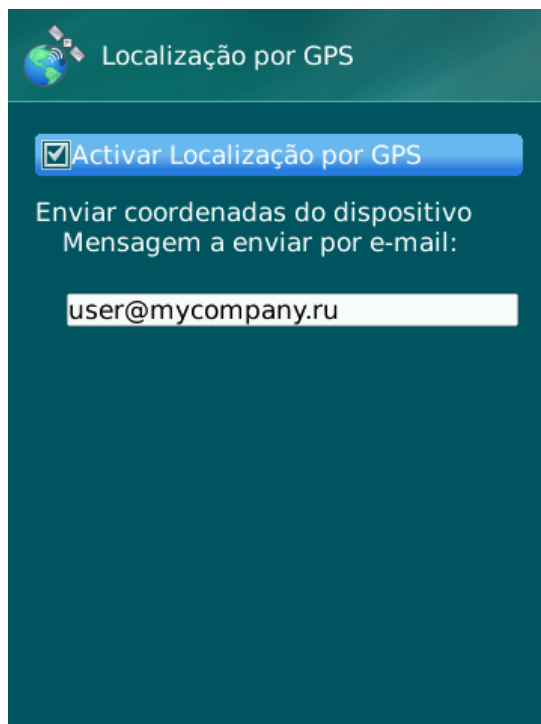 Localização por GPS
Activar Localização por GPS
Enviar coordenadas do dispositivo
Mensagem a enviar por e-mail:
user@mycompany.ru